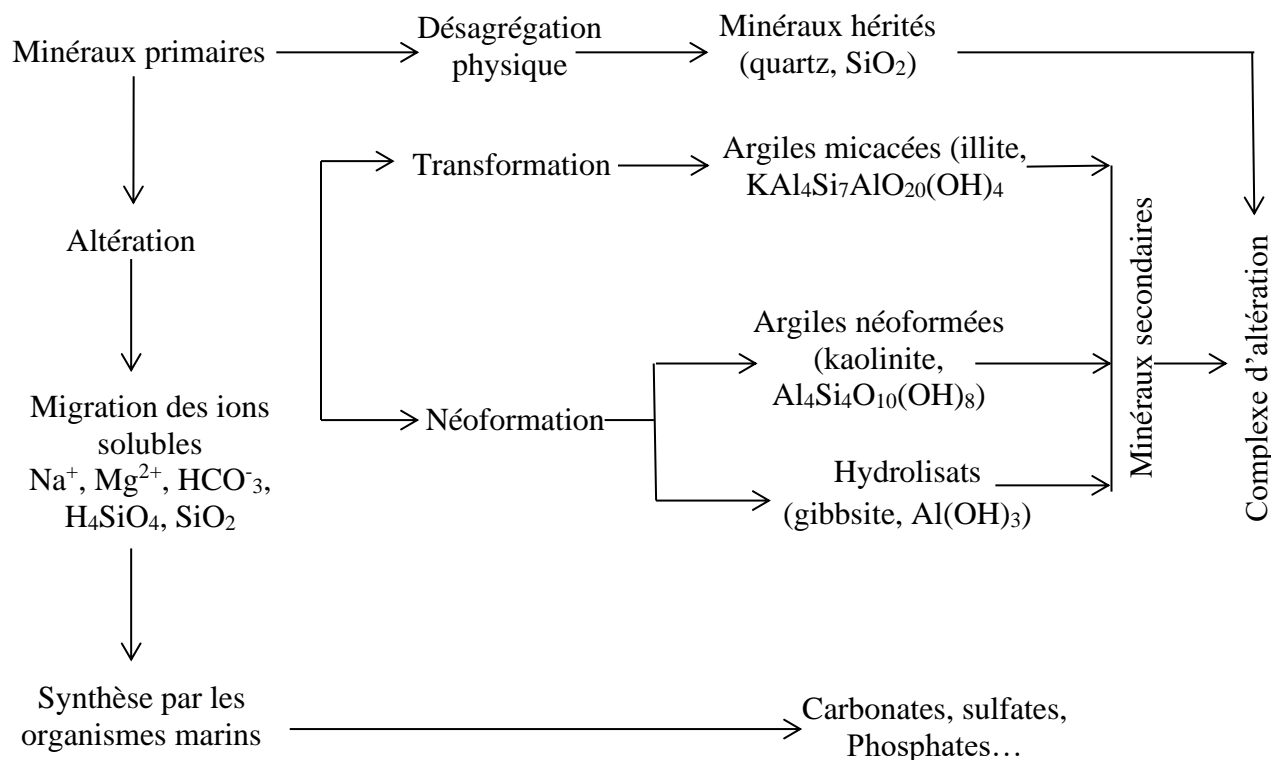 Minéraux primaires
Désagrégation
physique
Minéraux hérités
(quartz, SiO₂)
Transformation
Argiles micacées (illite,
KAl₄Si₇AlO₂₀(OH)₄
Altération
Argiles néoformées
(kaolinite,
Al₄Si₄O₁₀(OH)₈)
Néoformation
Hydrolisats
(gibbsite, Al(OH)₃)
Minéraux secondaires
Complexe d’altération
Migration des ions
solubles
Na⁺, Mg²⁺, HCO⁻₃,
H₄SiO₄, SiO₂
Synthèse par les
organismes marins
Carbonates, sulfates,
Phosphates…